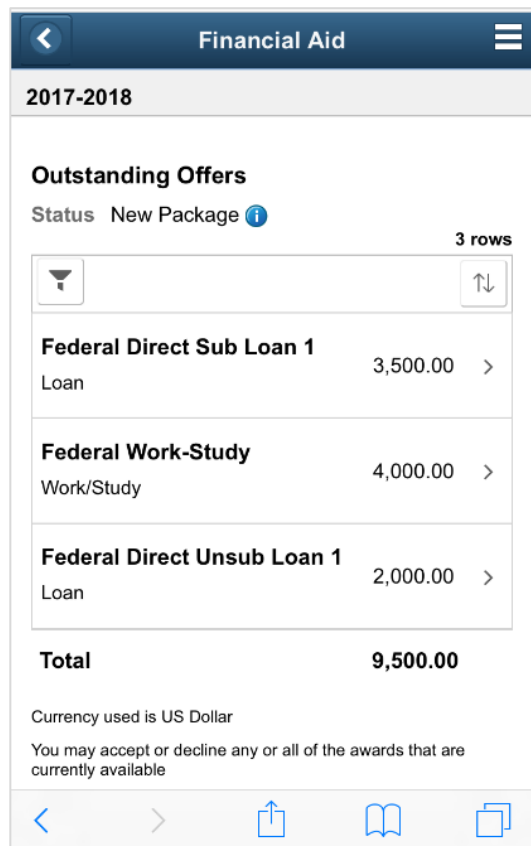 Financial Aid
2017-2018
Outstanding Offers
Status New Package
3 rows
Federal Direct Sub Loan 1
Loan
3,500.00
Federal Work-Study
Work/Study
4,000.00
Federal Direct Unsub Loan 1
Loan
2,000.00
Total 9,500.00
Currency used is US Dollar
You may accept or decline any or all of the awards that are
currently available